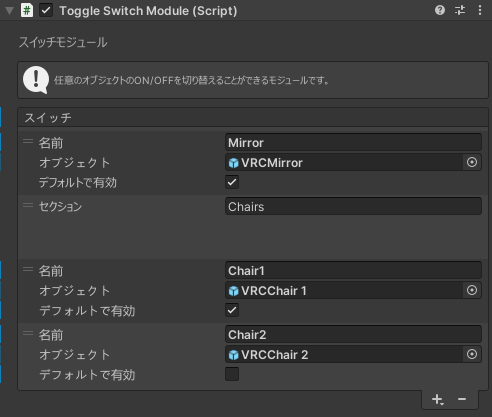 Toggle Switch Module (Script)
スイッチモジュール
任意のオブジェクトのON/OFFを切り替えることができるモジュールです。
スイッチ
名前 Mirror
オブジェクト VRCMirror
デフォルトで有効
セクション Chairs
名前 Chair1
オブジェクト VRCChair 1
デフォルトで有効
名前 Chair2
オブジェクト VRCChair 2
デフォルトで有効